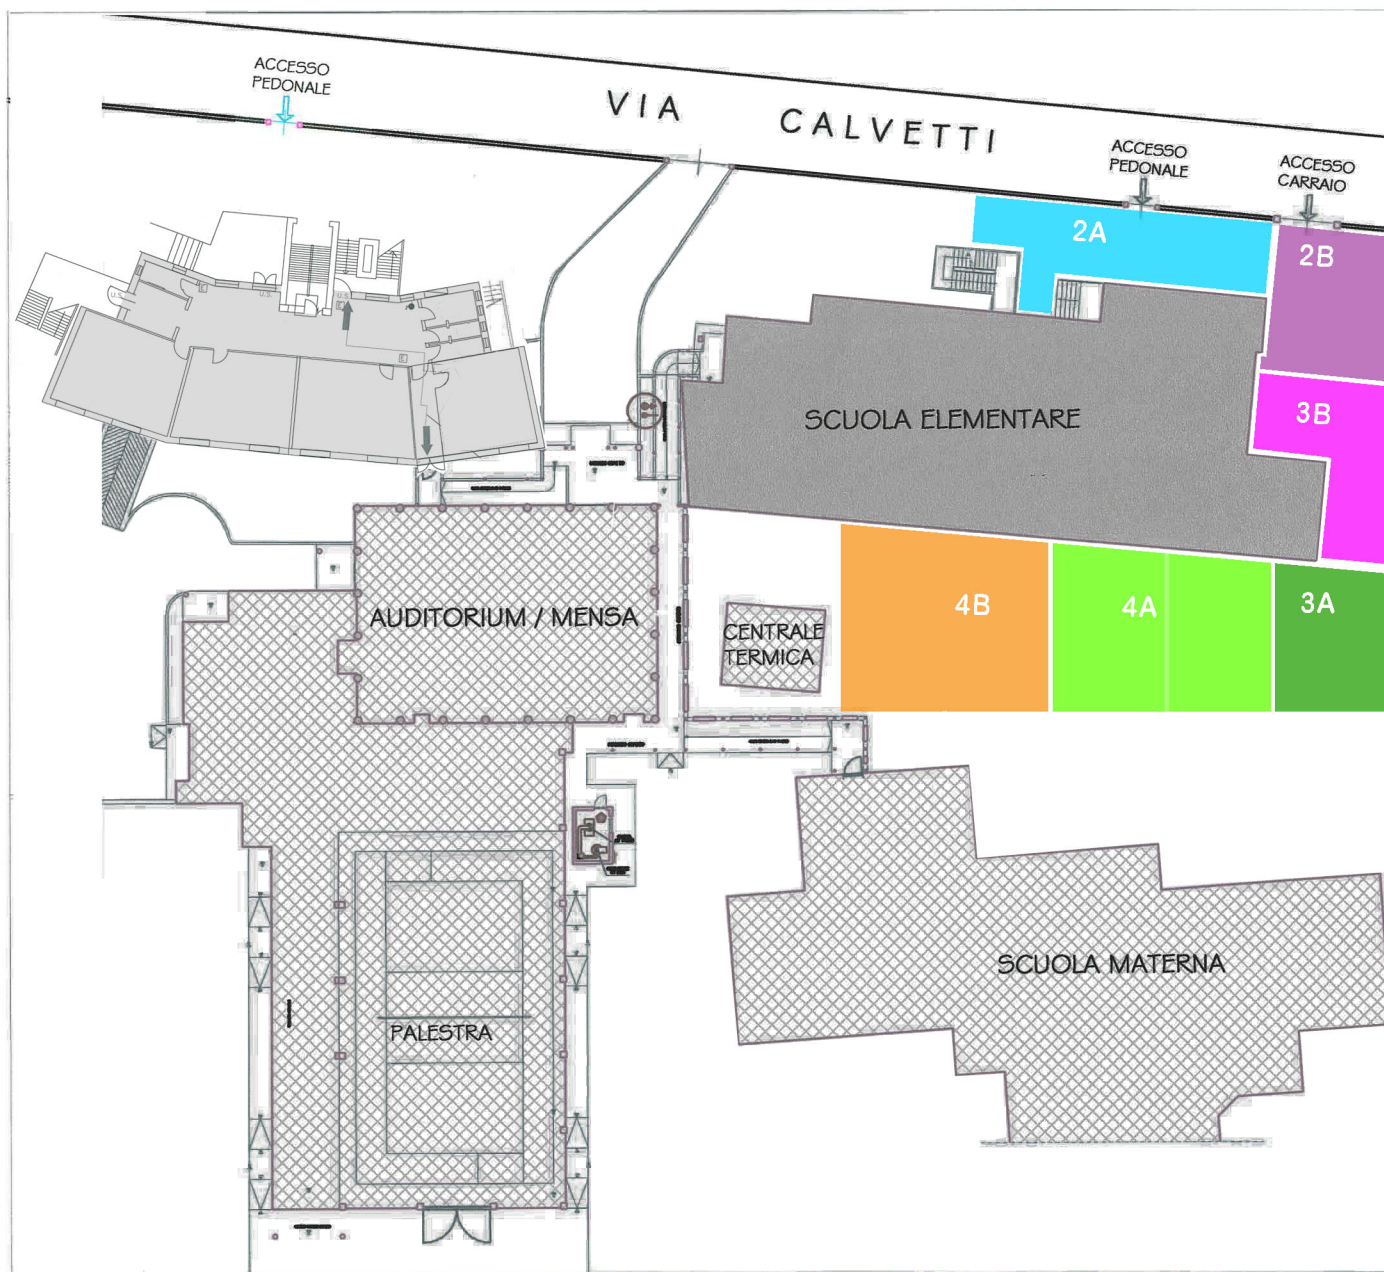 ACCESSO
PEDONALE
VIA CALVETTI
ACCESSO
PEDONALE
ACCESSO
CARRAIO
2A
2B
U.S.
U.S.
U.S.
E
E
E
3B
SCUOLA ELEMENTARE
AUDITORIUM / MENSA
CENTRALE
TERMICA
4B
4A
3A
SCUOLA MATERNA
PALESTRA